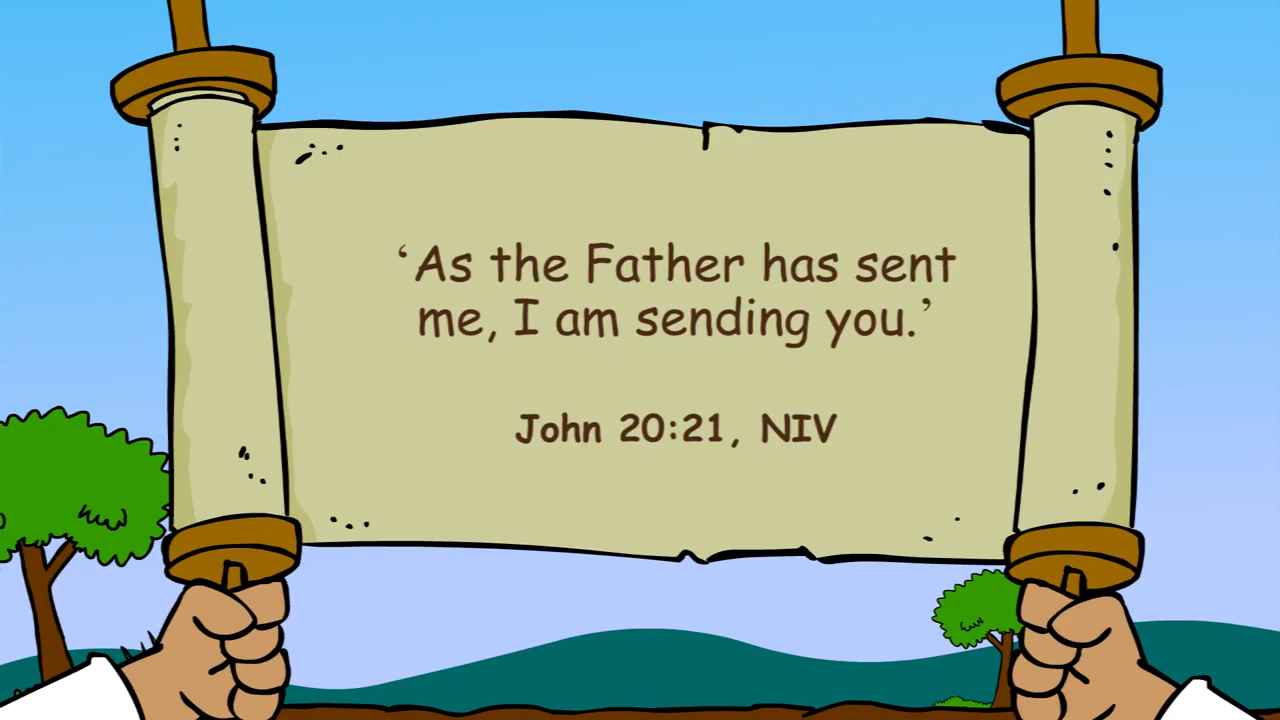 ‘As the Father has sent
me, I am sending you.’
John 20:21, NIV